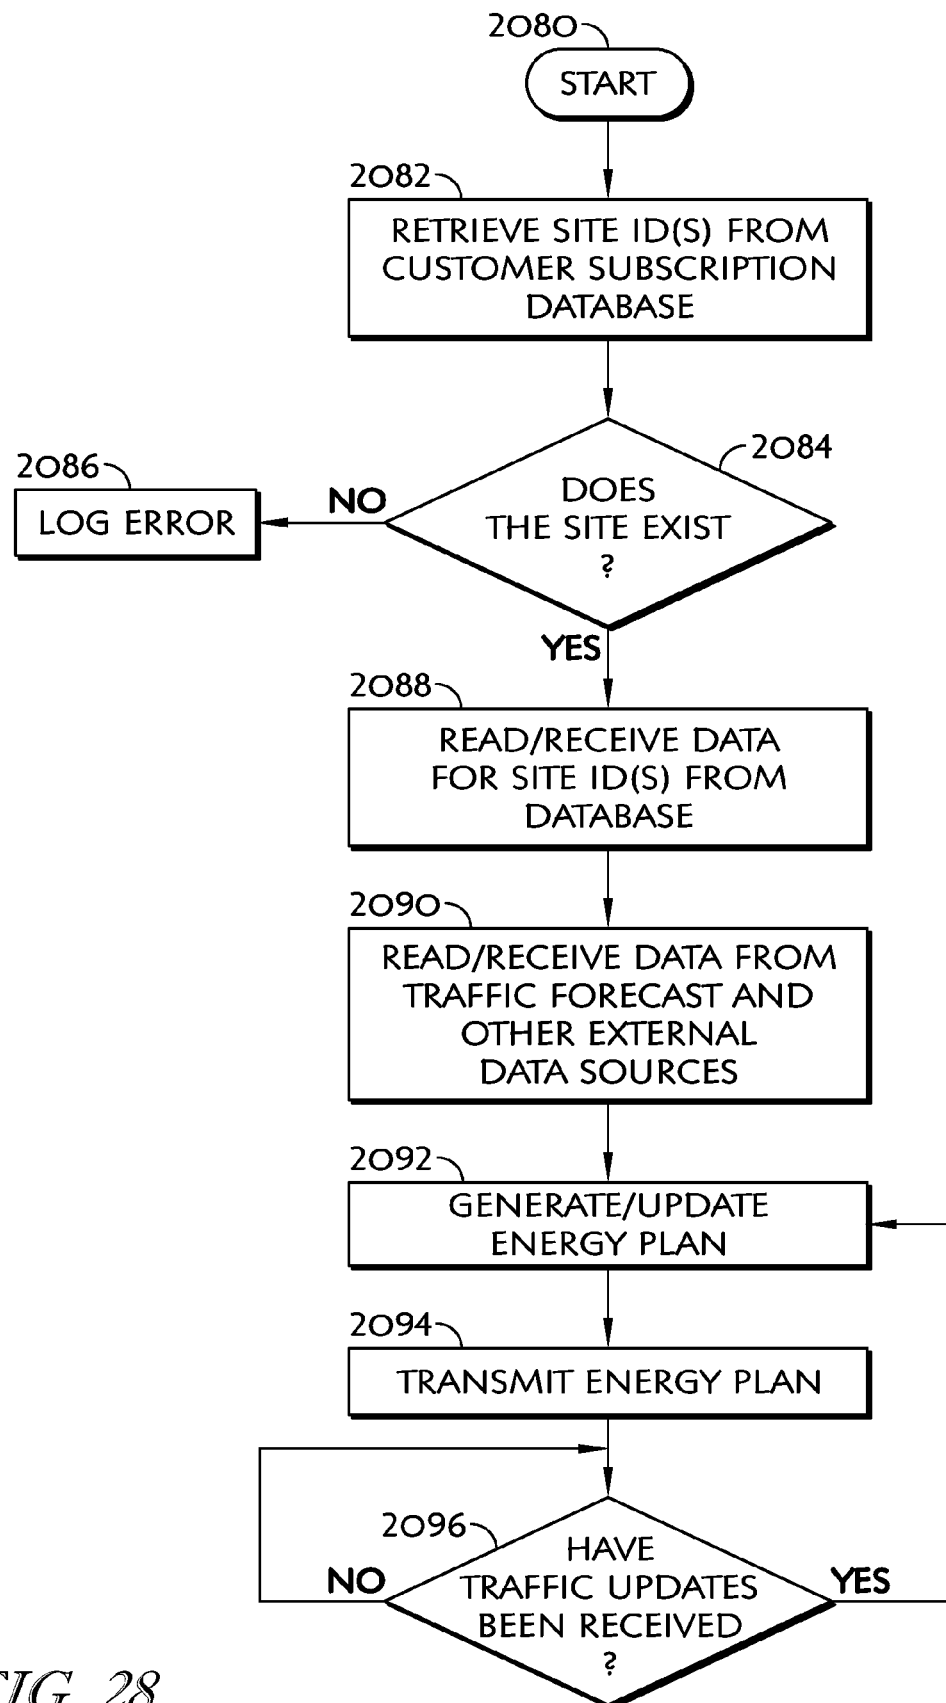 2080
START
2082
RETRIEVE SITE ID(S) FROM
CUSTOMER SUBSCRIPTION
DATABASE
2084
DOES
THE SITE EXIST
?
NO
2086
LOG ERROR
YES
2088
READ/RECEIVE DATA
FOR SITE ID(S) FROM
DATABASE
2090
READ/RECEIVE DATA FROM
TRAFFIC FORECAST AND
OTHER EXTERNAL
DATA SOURCES
2092
GENERATE/UPDATE
ENERGY PLAN
2094
TRANSMIT ENERGY PLAN
2096
HAVE
TRAFFIC UPDATES
BEEN RECEIVED
?
NO
YES
FIG. 28